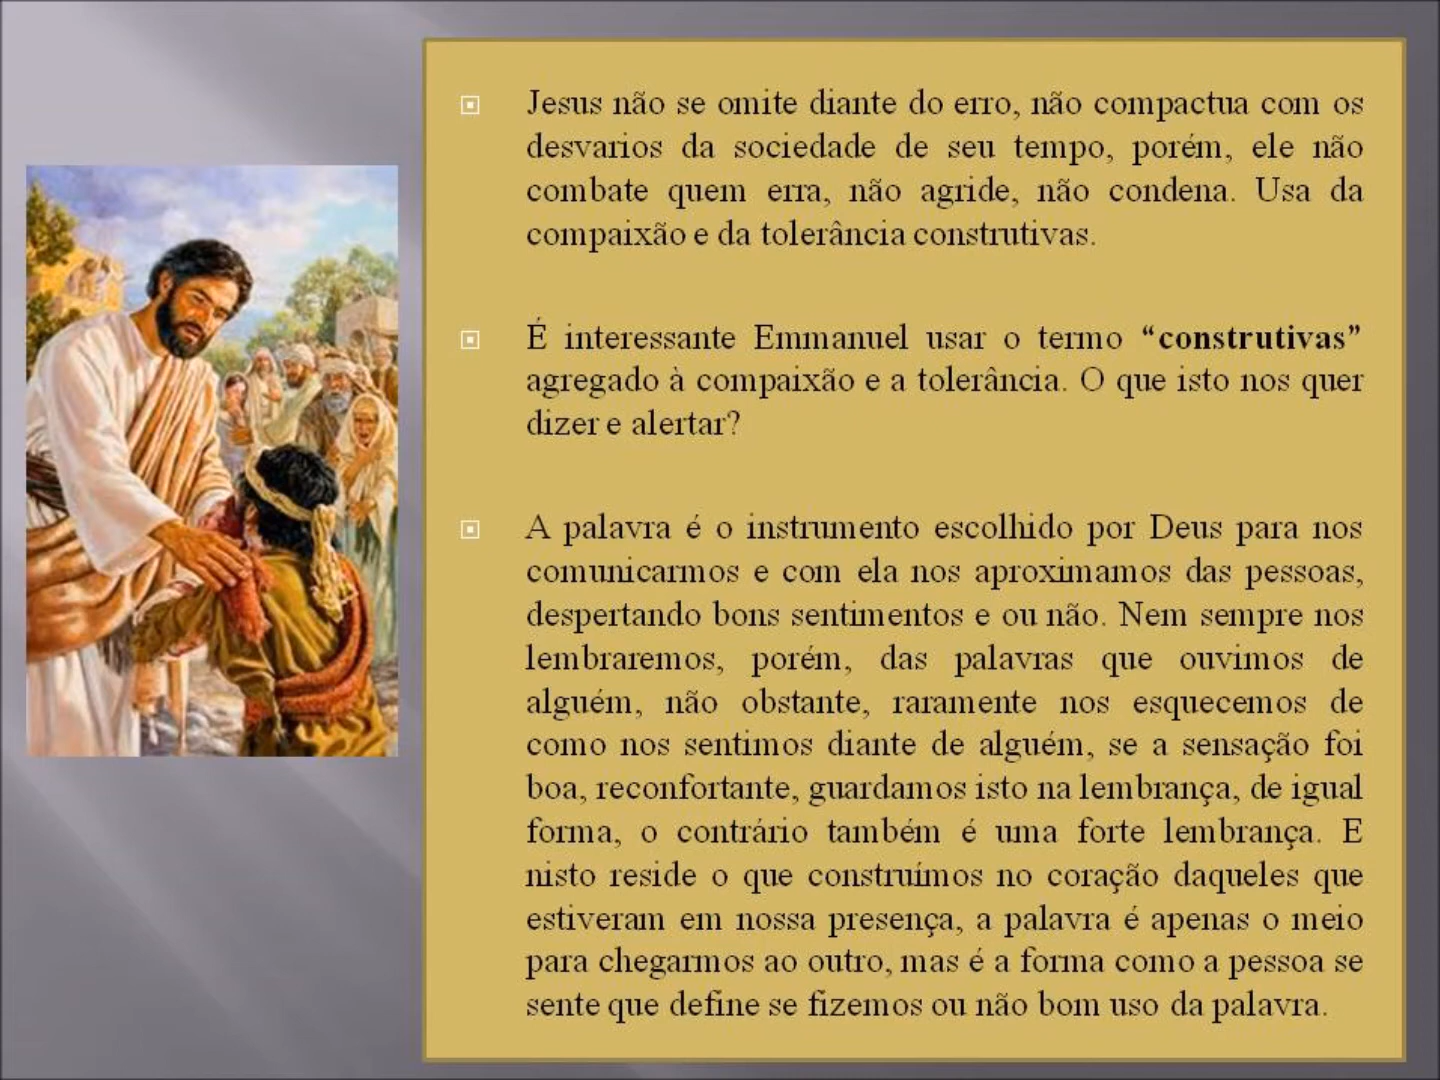 Jesus não se omite diante do erro, não compactua com os
desvarios da sociedade de seu tempo, porém, ele não
combate quem erra, não agride, não condena. Usa da
compaixão e da tolerância construtivas.
É interessante Emmanuel usar o termo “construtivas”
agregado à compaixão e a tolerância. O que isto nos quer
dizer e alertar?
A palavra é o instrumento escolhido por Deus para nos
comunicarmos e com ela nos aproximamos das pessoas,
despertando bons sentimentos e ou não. Nem sempre nos
lembraremos, porém, das palavras que ouvimos de
alguém, não obstante, raramente nos esquecemos de
como nos sentimos diante de alguém, se a sensação foi
boa, reconfortante, guardamos isto na lembrança, de igual
forma, o contrário também é uma forte lembrança. E
nisto reside o que construímos no coração daqueles que
estiveram em nossa presença, a palavra é apenas o meio
para chegarmos ao outro, mas é a forma como a pessoa se
sente que define se fizemos ou não bom uso da palavra.